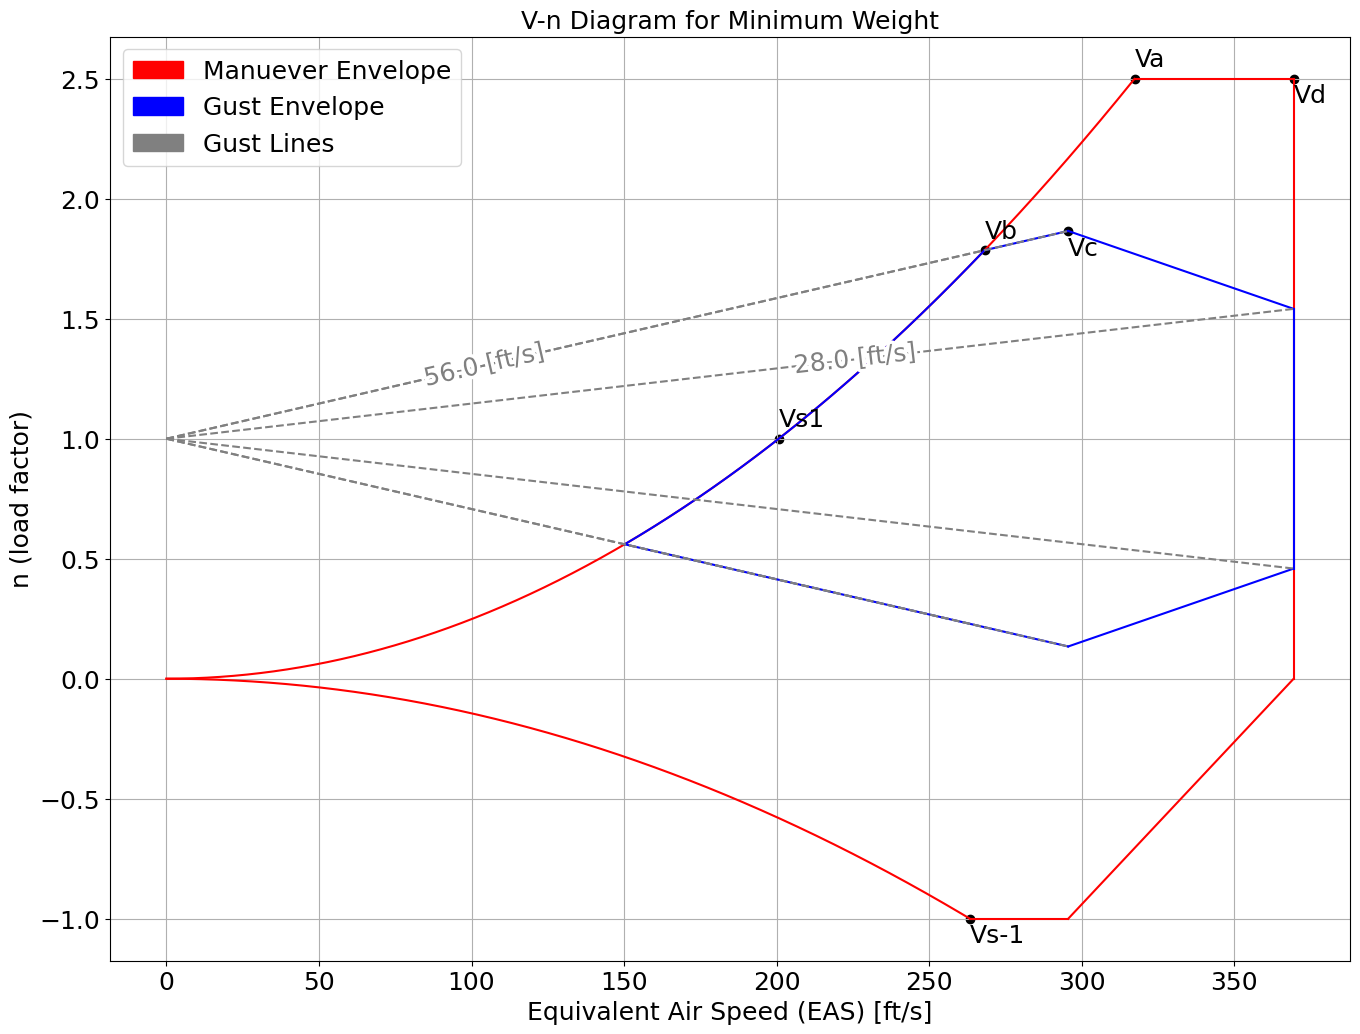 V-n Diagram for Minimum Weight
Manuever Envelope
Gust Envelope
Gust Lines
Va
Vd
Vb
Vc
56.0 [ft/s]
28.0 [ft/s]
Vs1
Vs-1
n (load factor)
2.5
2.0
1.5
1.0
0.5
0.0
−0.5
−1.0
0 50 100 150 200 250 300 350
Equivalent Air Speed (EAS) [ft/s]